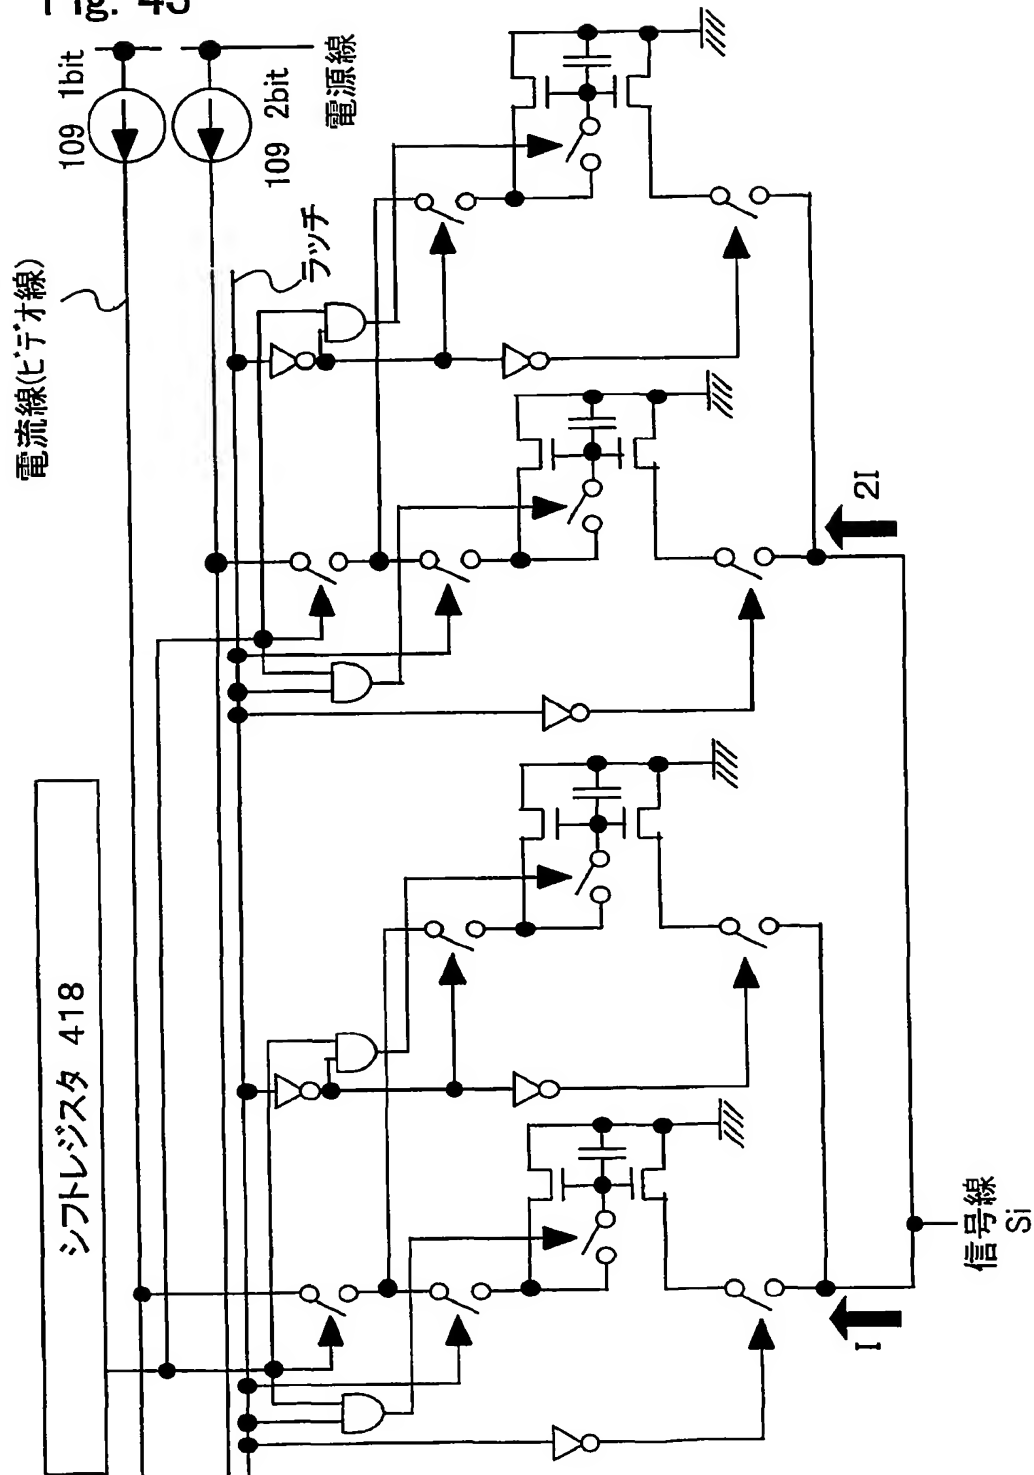 Fig. 43
109 1bit
109 2bit
電源線
ラッチ
電流線(ビデオ線)
シフトレジスタ 418
2I
I
信号線
Si